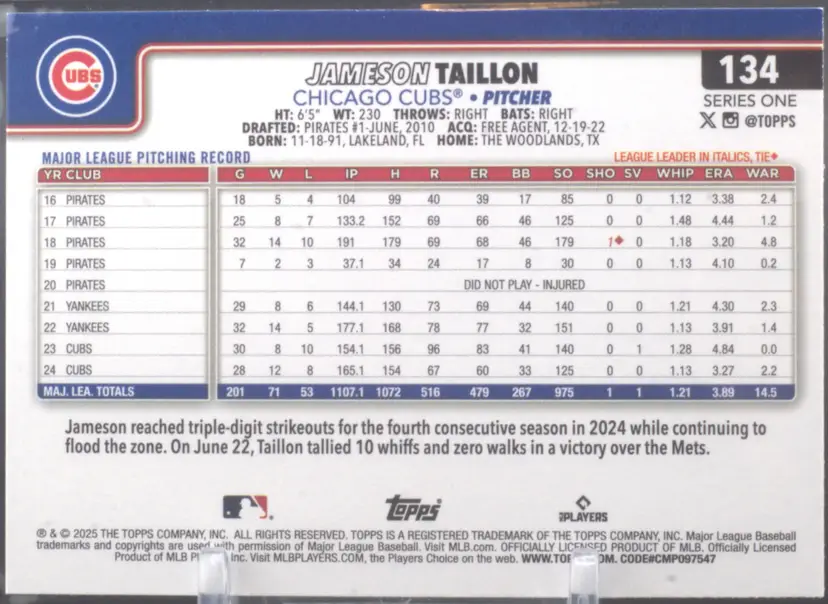 CUBS
JAMESON TAILLON
134
CHICAGO CUBS® • PITCHER
SERIES ONE
HT: 6'5" WT: 230 THROWS: RIGHT BATS: RIGHT
X @TOPPS
DRAFTED: PIRATES #1-JUNE, 2010 ACQ: FREE AGENT, 12-19-22
BORN: 11-18-91, LAKELAND, FL HOME: THE WOODLANDS, TX
MAJOR LEAGUE PITCHING RECORD LEAGUE LEADER IN ITALICS, TIE♦
YR CLUB G W L IP H R ER BB SO SHO SV WHIP ERA WAR
16 PIRATES 18 5 4 104 99 40 39 17 85 0 0 1.12 3.38 2.4
17 PIRATES 25 8 7 133.2 152 69 66 46 125 0 0 1.48 4.44 1.2
18 PIRATES 32 14 10 191 179 69 68 46 179 1♦ 0 1.18 3.20 4.8
19 PIRATES 7 2 3 37.1 34 24 17 8 30 0 0 1.13 4.10 0.2
20 PIRATES DID NOT PLAY - INJURED
21 YANKEES 29 8 6 144.1 130 73 69 44 140 0 0 1.21 4.30 2.3
22 YANKEES 32 14 5 177.1 168 78 77 32 151 0 0 1.13 3.91 1.4
23 CUBS 30 8 10 154.1 156 96 83 41 140 0 1 1.28 4.84 0.0
24 CUBS 28 12 8 165.1 154 67 60 33 125 0 0 1.13 3.27 2.2
MAJ. LEA. TOTALS 201 71 53 1107.1 1072 516 479 267 975 1 1 1.21 3.89 14.5
Jameson reached triple-digit strikeouts for the fourth consecutive season in 2024 while continuing to
flood the zone. On June 22, Taillon tallied 10 whiffs and zero walks in a victory over the Mets.
topps PLAYERS
® & © 2025 THE TOPPS COMPANY, INC. ALL RIGHTS RESERVED. TOPPS IS A REGISTERED TRADEMARK OF THE TOPPS COMPANY, INC. Major League Baseball
trademarks and copyrights are used with permission of Major League Baseball. Visit MLB.com. OFFICIALLY LICENSED PRODUCT OF MLB. Officially Licensed
Product of MLB Inc. Visit MLBPLAYERS.COM, the Players Choice on the web. CODE#CMP097547